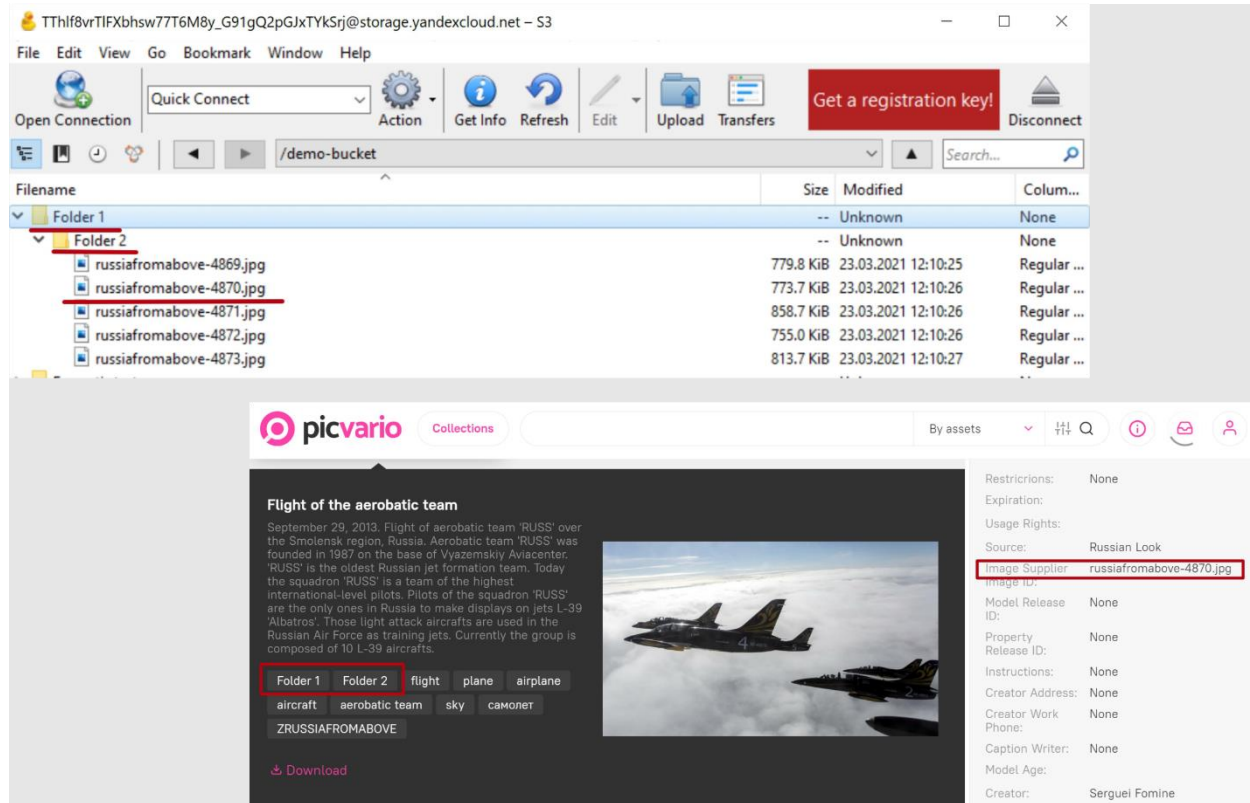 TThlf8vrTlFXbhsw77T6M8y_G91gQ2pGJxTYkSrj@storage.yandexcloud.net – S3
File Edit View Go Bookmark Window Help
Open Connection
Quick Connect
Action
Get Info
Refresh
Edit
Upload
Transfers
Get a registration key!
Disconnect
/demo-bucket
Search...
Filename Size Modified Colum...
Folder 1 -- Unknown None
Folder 2 -- Unknown None
russiafromabove-4869.jpg 779.8 KiB 23.03.2021 12:10:25 Regular ...
russiafromabove-4870.jpg 773.7 KiB 23.03.2021 12:10:26 Regular ...
russiafromabove-4871.jpg 858.7 KiB 23.03.2021 12:10:26 Regular ...
russiafromabove-4872.jpg 755.0 KiB 23.03.2021 12:10:26 Regular ...
russiafromabove-4873.jpg 813.7 KiB 23.03.2021 12:10:27 Regular ...
picvario
Collections
By assets
Flight of the aerobatic team
September 29, 2013. Flight of aerobatic team 'RUSS' over
the Smolensk region, Russia. Aerobatic team 'RUSS' was
founded in 1987 on the base of Vyazemskiy Aviacenter.
'RUSS' is the oldest Russian jet formation team. Today
the squadron 'RUSS' is a team of the highest
international-level pilots. Pilots of the squadron 'RUSS'
are the only ones in Russia to make displays on jets L-39
'Albatros'. Those light attack aircrafts are used in the
Russian Air Force as training jets. Currently the group is
composed of 10 L-39 aircrafts.
Folder 1 Folder 2 flight plane airplane
aircraft aerobatic team sky самолет
ZRUSSIAFROMABOVE
Download
4
2
Restricrions: None
Expiration:
Usage Rights:
Source: Russian Look
Image Supplier russiafromabove-4870.jpg
Image ID:
Model Release None
ID:
Property None
Release ID:
Instructions: None
Creator Address: None
Creator Work None
Phone:
Caption Writer: None
Model Age:
Creator: Serguei Fomine